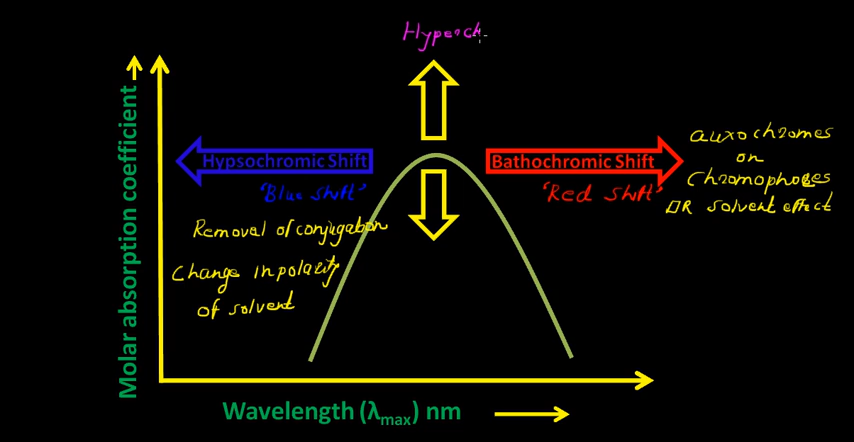 Hyperch
Molar absorption coefficient
Hypsochromic Shift
'Blue shift'
Removal of conjugation
Change in polarity
of solvent
Bathochromic Shift
'Red shift'
auxochromes
on
Chromophores
OR solvent effect
Wavelength (λmax) nm